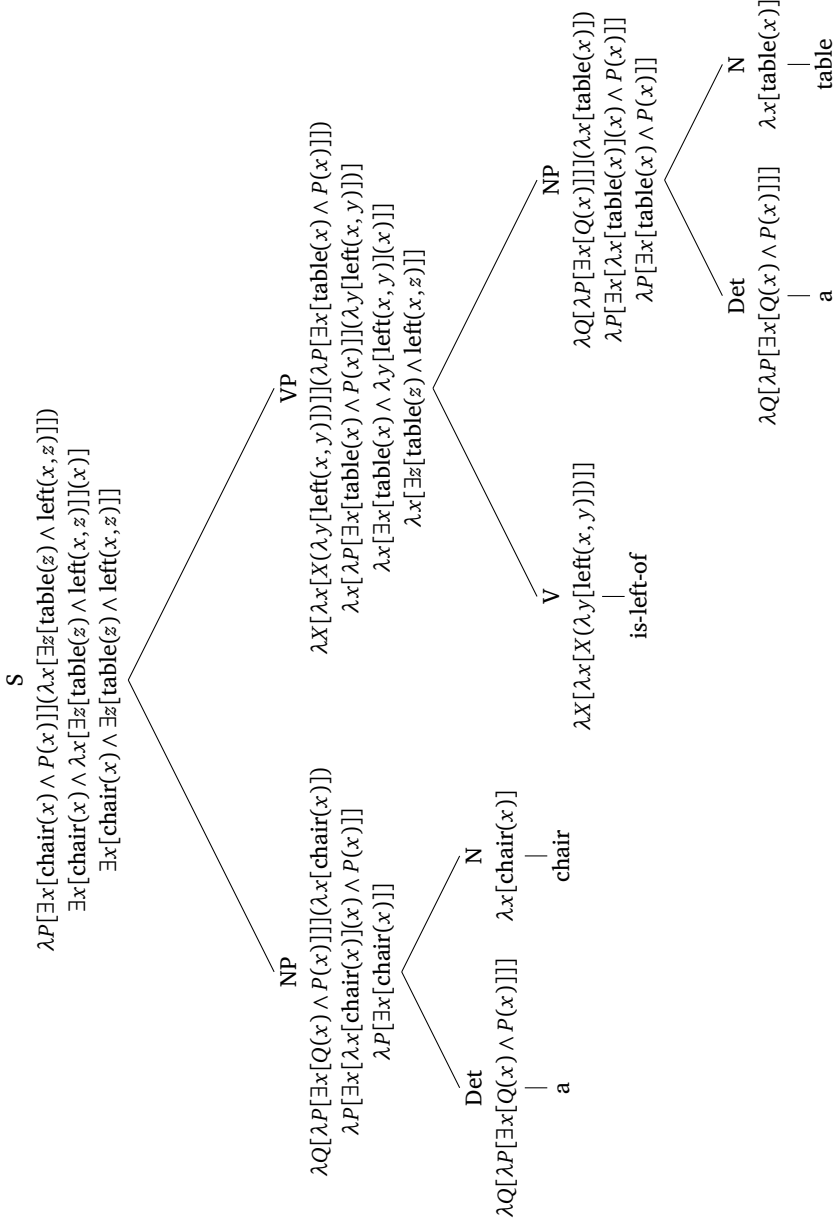 S
λP[∃x[chair(x) ∧ P(x)]](λx[∃z[table(z) ∧ left(x,z)]])
∃x[chair(x) ∧ λx[∃z[table(z) ∧ left(x,z)]](x)]
∃x[chair(x) ∧ ∃z[table(z) ∧ left(x,z)]]
NP
λQ[λP[∃x[Q(x) ∧ P(x)]]](λx[chair(x)])
λP[∃x[λx[chair(x)](x) ∧ P(x)]]
λP[∃x[chair(x)]]
VP
λX[λx[X(λy[left(x, y)])]]](λP[∃x[table(x) ∧ P(x)]])
λx[λP[∃x[table(x) ∧ P(x)]](λy[left(x, y)])]
λx[∃x[table(x) ∧ λy[left(x, y)](x)]]
λx[∃z[table(z) ∧ left(x,z)]]
Det
λQ[λP[∃x[Q(x) ∧ P(x)]]]
a
N
λx[chair(x)]
chair
V
λX[λx[X(λy[left(x, y)])]]
is-left-of
NP
λQ[λP[∃x[Q(x)]]](λx[table(x)])
λP[∃x[λx[table(x)](x) ∧ P(x)]]
λP[∃x[table(x) ∧ P(x)]]
Det
λQ[λP[∃x[Q(x) ∧ P(x)]]]
a
N
λx[table(x)]
table